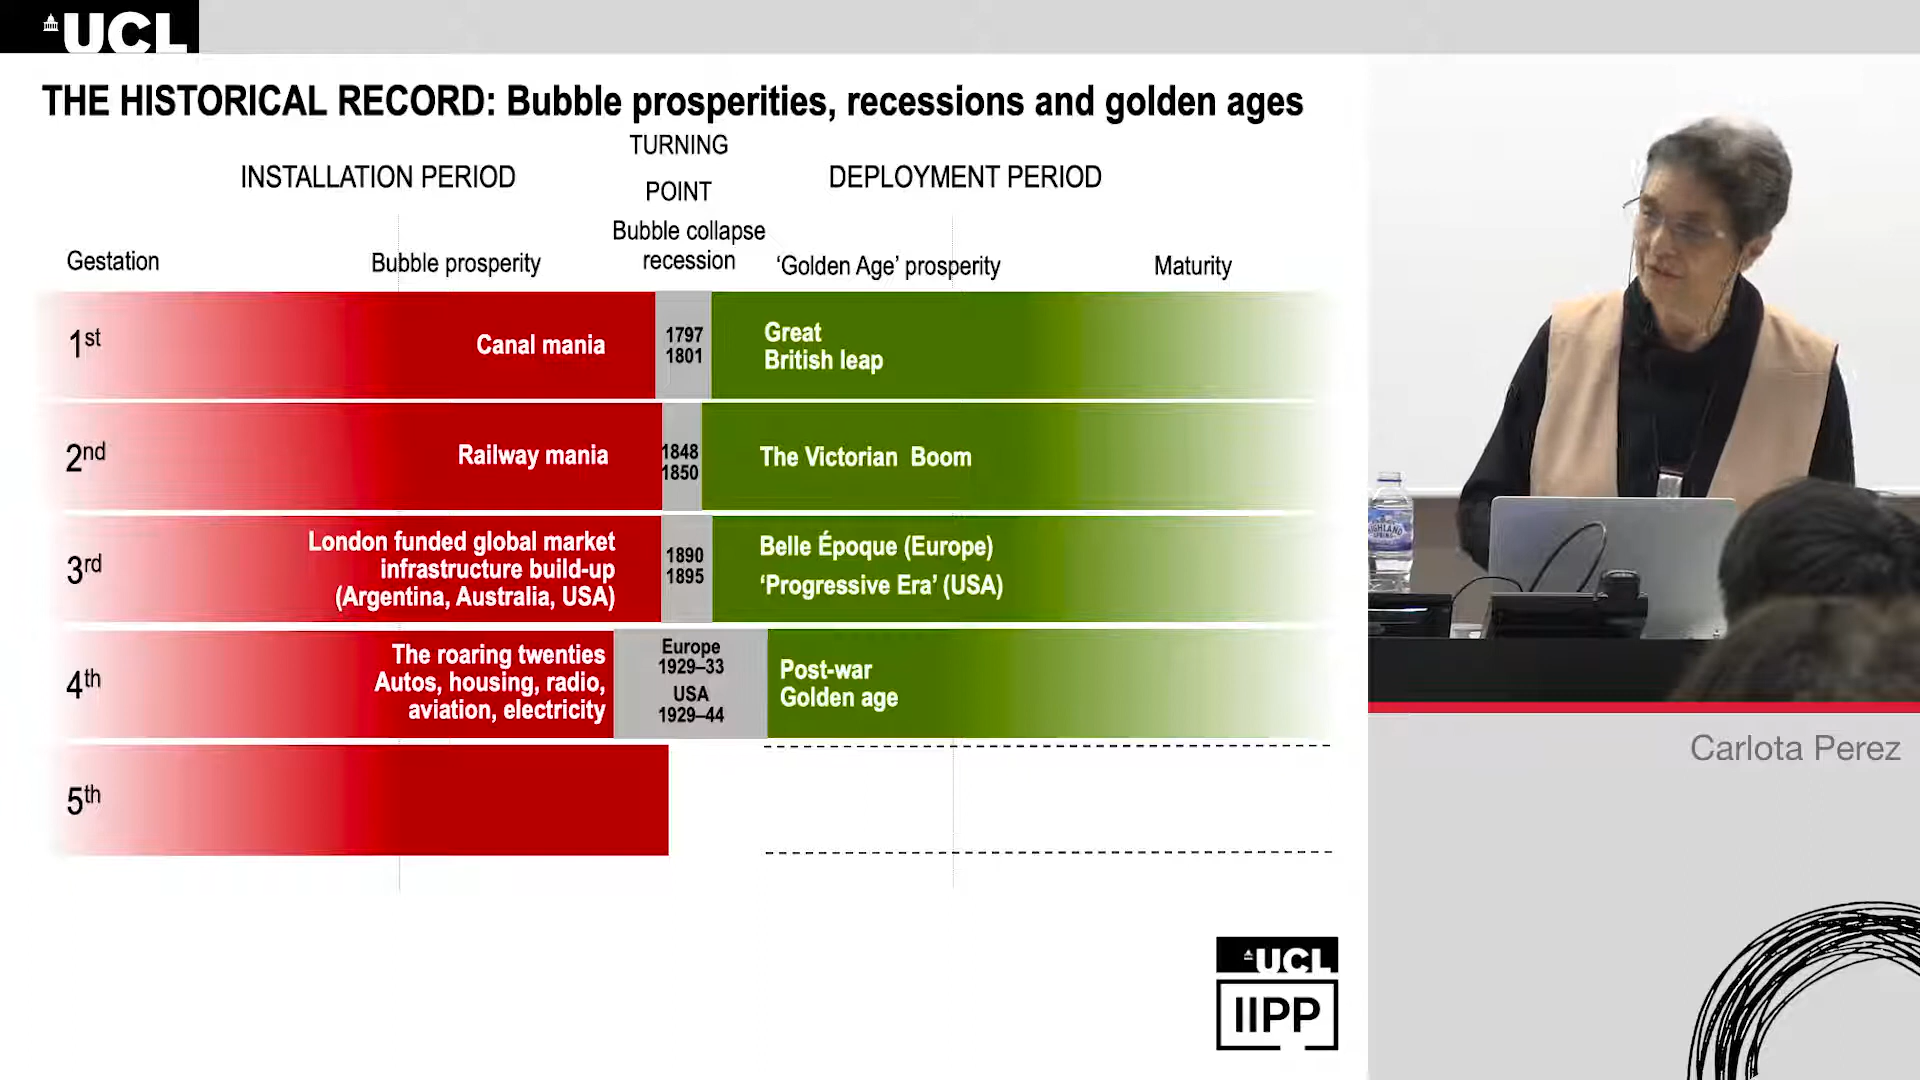 UCL
THE HISTORICAL RECORD: Bubble prosperities, recessions and golden ages
INSTALLATION PERIOD
TURNING
POINT
DEPLOYMENT PERIOD
Gestation
Bubble prosperity
Bubble collapse
recession
‘Golden Age’ prosperity
Maturity
1st
Canal mania
1797
1801
Great
British leap
2nd
Railway mania
1848
1850
The Victorian Boom
3rd
London funded global market
infrastructure build-up
(Argentina, Australia, USA)
1890
1895
Belle Époque (Europe)
‘Progressive Era’ (USA)
4th
The roaring twenties
Autos, housing, radio,
aviation, electricity
Europe
1929–33
USA
1929–44
Post-war
Golden age
5th
HIGHLAND
SPRING
Carlota Perez
UCL
IIPP